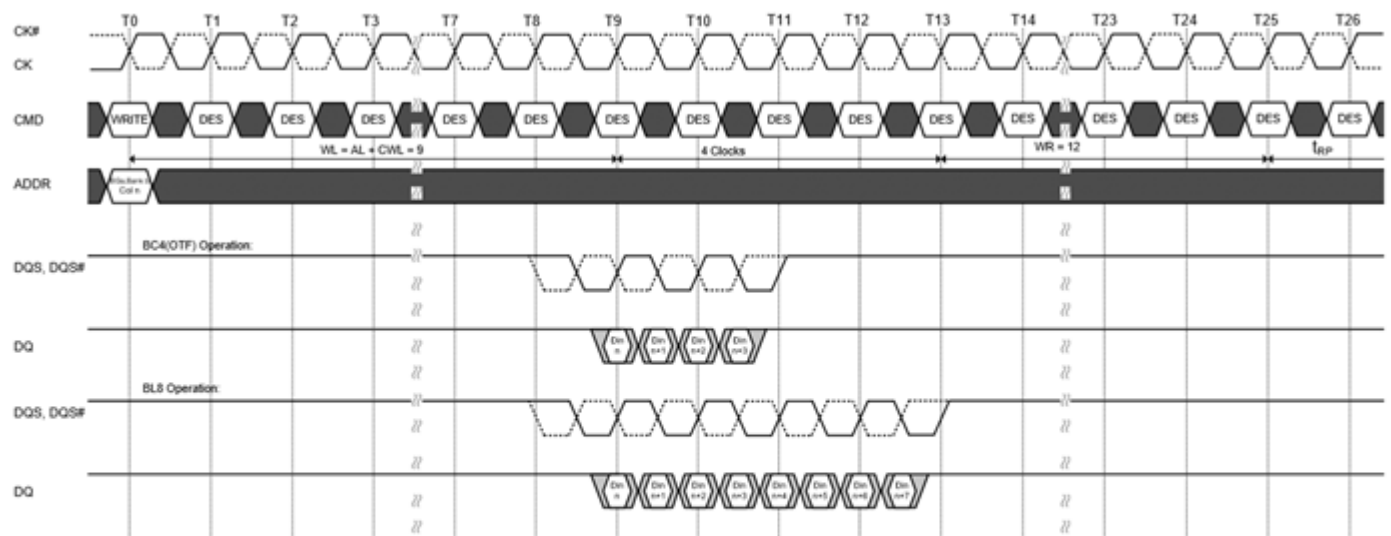 T0 T1 T2 T3 T7 T8 T9 T10 T11 T12 T13 T14 T23 T24 T25 T26
CK#
CK
CMD WRITE DES DES DES DES DES DES DES DES DES DES DES DES DES DES DES
WL = AL + CWL = 9 4 Clocks WR = 12 tRP
ADDR
Col n
BC4(OTF) Operation:
DQS, DQS#
DQ Din n Din n+1 Din n+2 Din n+3
BL8 Operation:
DQS, DQS#
DQ Din n Din n+1 Din n+2 Din n+3 Din n+4 Din n+5 Din n+6 Din n+7